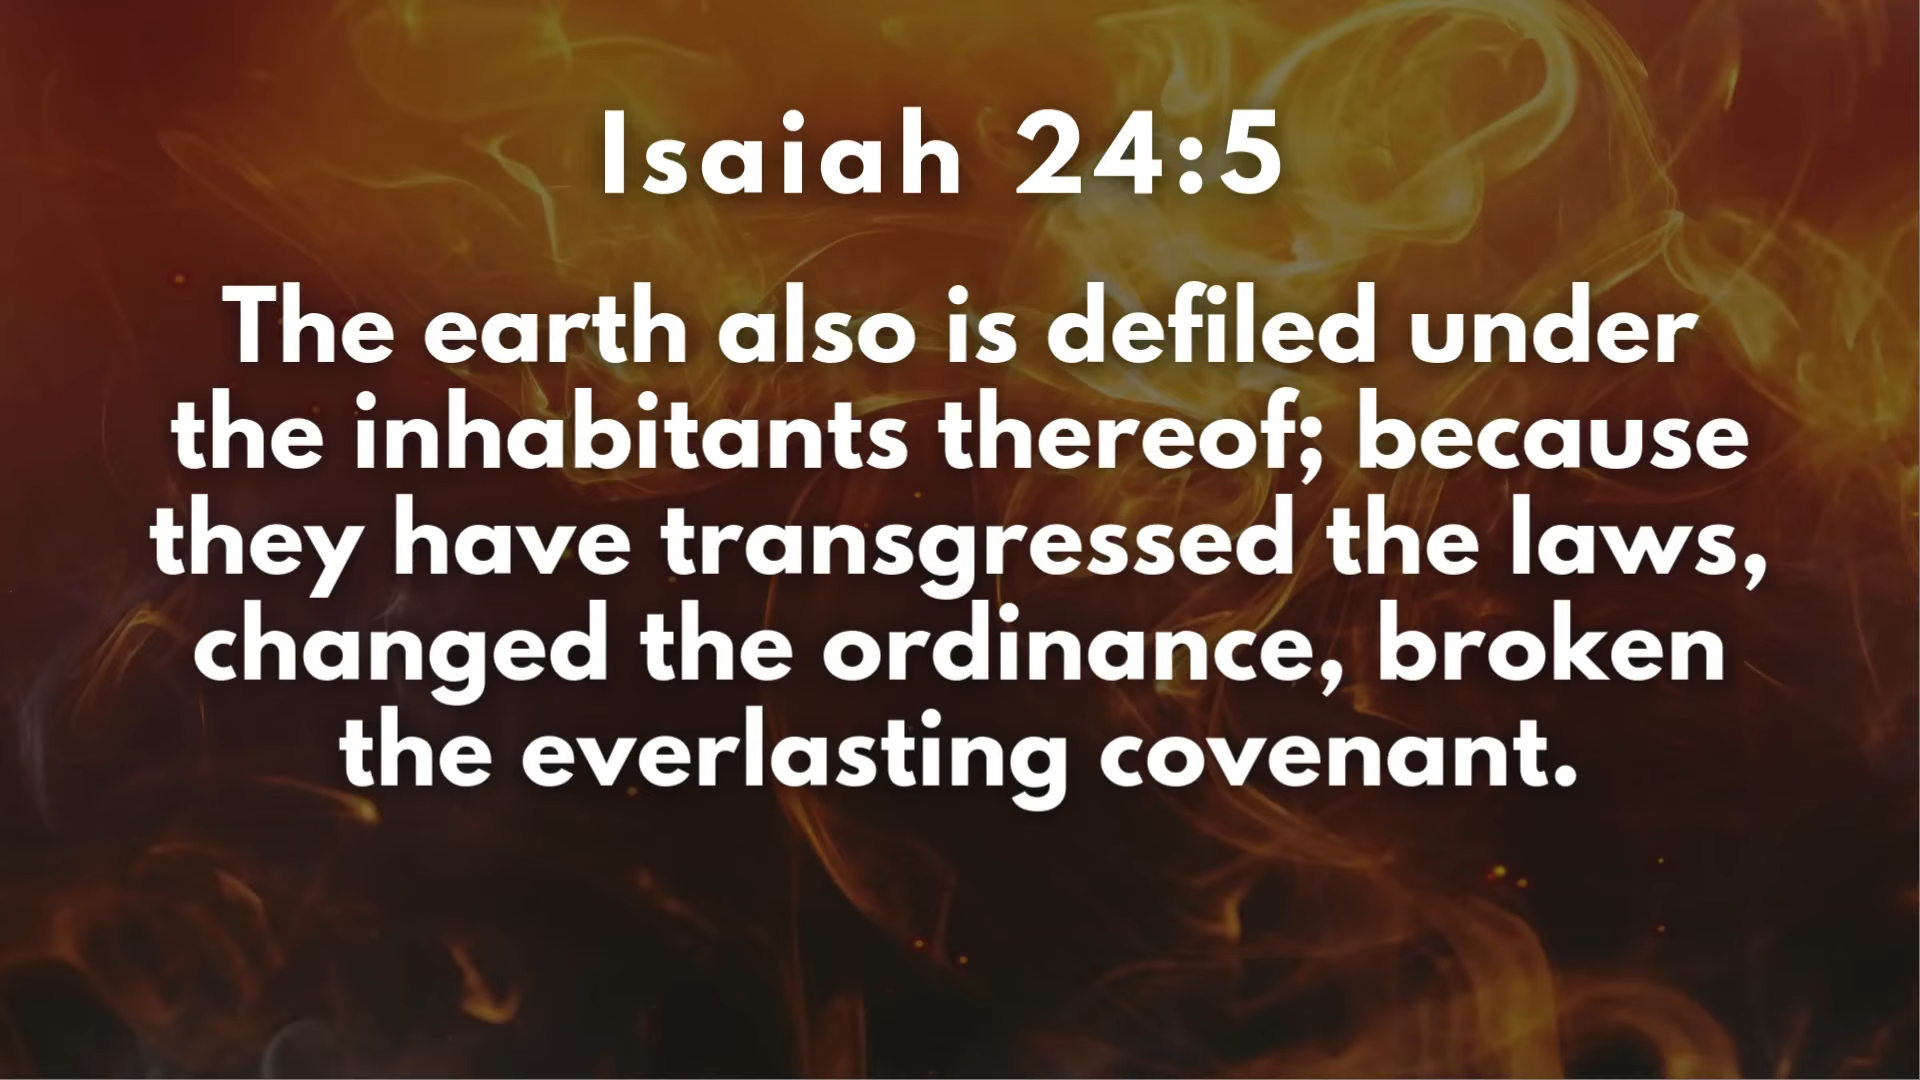 Isaiah 24:5
The earth also is defiled under
the inhabitants thereof; because
they have transgressed the laws,
changed the ordinance, broken
the everlasting covenant.